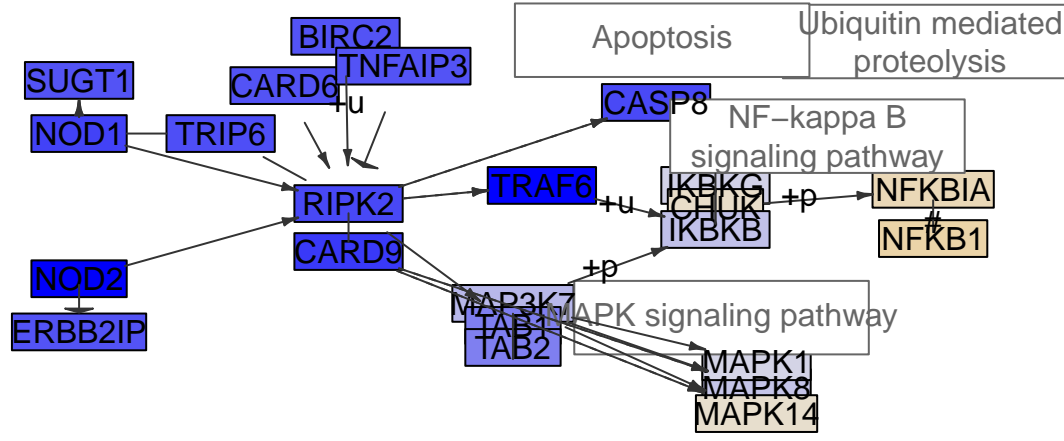 BIRC2
Apoptosis
Ubiquitin mediated
proteolysis
TNFAIP3
SUGT1
CARD6
+u
CASP8
NOD1
TRIP6
NF−kappa B
signaling pathway
RIPK2
TRAF6
+u
IKBKG
CHUK
IKBKB
+p
NFKBIA
#
NFKB1
CARD9
NOD2
+p
MAP3K7
TAB1
TAB2
MAPK signaling pathway
ERBB2IP
MAPK1
MAPK8
MAPK14